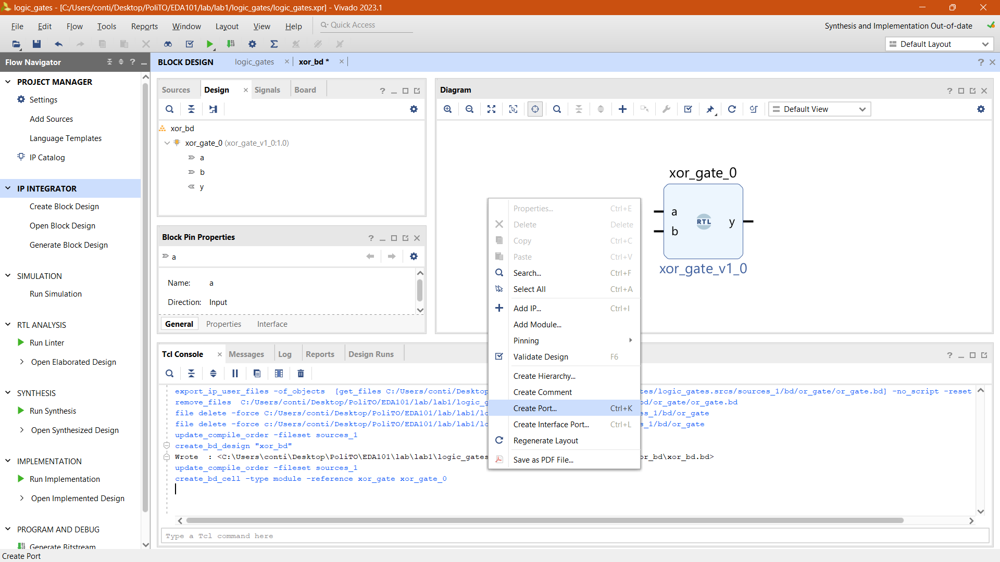 logic_gates - [C:/Users/conti/Desktop/PoliTO/EDA101/lab/lab1/logic_gates/logic_gates.xpr] - Vivado 2023.1
File Edit Flow Tools Reports Window Layout View Help Quick Access
Synthesis and Implementation Out-of-date
Default Layout
Flow Navigator
PROJECT MANAGER
Settings
Add Sources
Language Templates
IP Catalog
IP INTEGRATOR
Create Block Design
Open Block Design
Generate Block Design
SIMULATION
Run Simulation
RTL ANALYSIS
Run Linter
Open Elaborated Design
SYNTHESIS
Run Synthesis
Open Synthesized Design
IMPLEMENTATION
Run Implementation
Open Implemented Design
PROGRAM AND DEBUG
Generate Bitstream
Create Port
BLOCK DESIGN logic_gates xor_bd *
Sources Design Signals Board
xor_bd
xor_gate_0 (xor_gate_v1_0:1.0)
a
b
y
Block Pin Properties
a
Name: a
Direction: Input
General Properties Interface
Diagram
Default View
xor_gate_0
a
b
RTL
y
xor_gate_v1_0
Properties... Ctrl+E
Delete Delete
Copy Ctrl+C
Paste Ctrl+V
Search... Ctrl+F
Select All Ctrl+A
Add IP... Ctrl+I
Add Module...
Pinning
Validate Design F6
Create Hierarchy...
Create Comment
Create Port... Ctrl+K
Create Interface Port... Ctrl+L
Regenerate Layout
Save as PDF File...
Tcl Console Messages Log Reports Design Runs
export_ip_user_files -of_objects [get_files C:/Users/conti/Desktop tes/logic_gates.srcs/sources_1/bd/or_gate/or_gate.bd] -no_script -reset
remove_files C:/Users/conti/Desktop/PoliTO/EDA101/lab/lab1/logic_g bd/or_gate/or_gate.bd
file delete -force C:/Users/conti/Desktop/PoliTO/EDA101/lab/lab1/lo s_1/bd/or_gate
file delete -force c:/Users/conti/Desktop/PoliTO/EDA101/lab/lab1/lo s_1/bd/or_gate
update_compile_order -fileset sources_1
create_bd_design "xor_bd"
Wrote : <C:\Users\conti\Desktop\PoliTO\EDA101\lab\lab1\logic_gates or_bd\xor_bd.bd>
update_compile_order -fileset sources_1
create_bd_cell -type module -reference xor_gate xor_gate_0
Type a Tcl command here